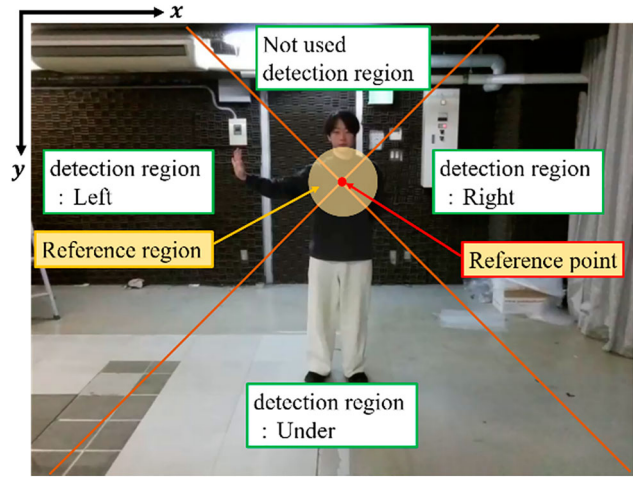 x
y
Not used
detection region
detection region
: Left
detection region
: Right
Reference region
Reference point
detection region
: Under